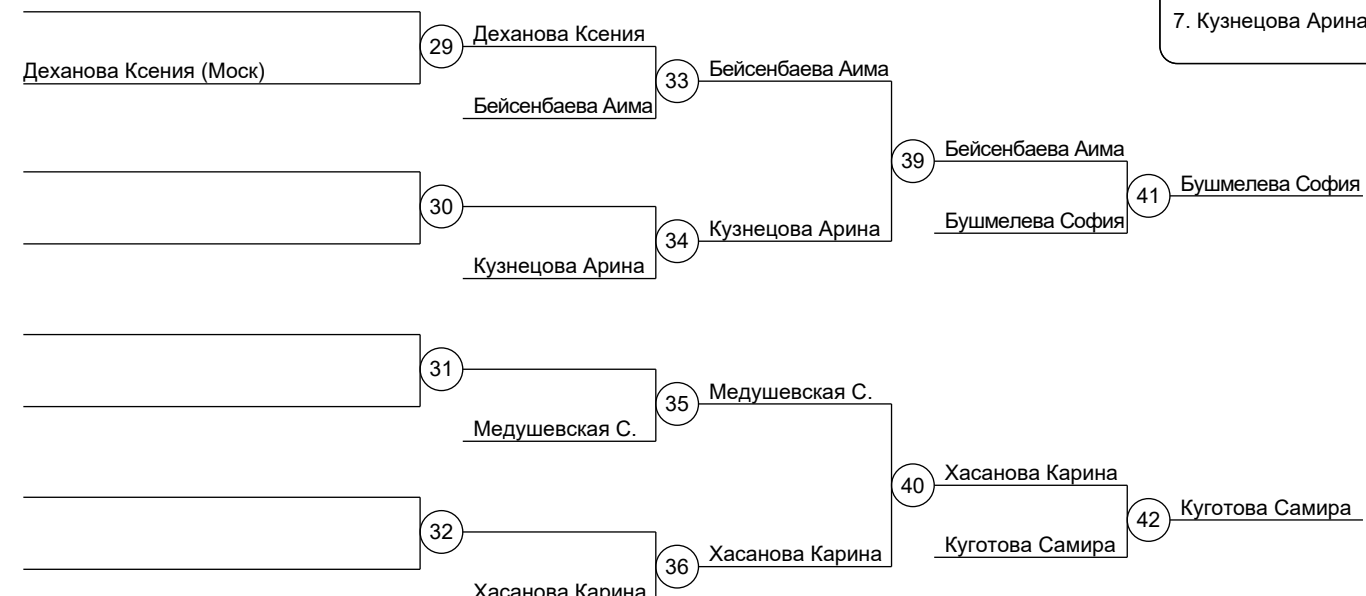 7. Кузнецова Арина
29
Деханова Ксения
Деханова Ксения (Моск)
33
Бейсенбаева Аима
Бейсенбаева Аима
39
Бейсенбаева Аима
41
Бушмелева София
30
34
Кузнецова Арина
Бушмелева София
Кузнецова Арина
31
35
Медушевская С.
Медушевская С.
40
Хасанова Карина
42
Куготова Самира
32
36
Хасанова Карина
Куготова Самира
Хасанова Карина